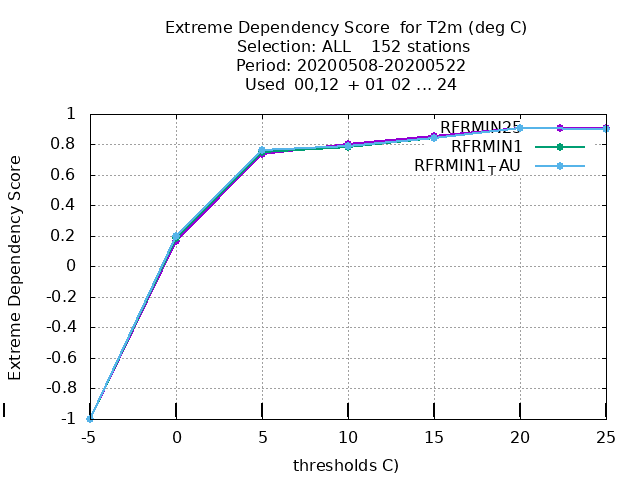 Extreme Dependency Score for T2m (deg C)
Selection: ALL 152 stations
Period: 20200508-20200522
Used 00,12 + 01 02 ... 24
Extreme Dependency Score
1
0.8
0.6
0.4
0.2
0
-0.2
-0.4
-0.6
-0.8
-1
RFRMIN25
RFRMIN1
RFRMIN1TAU
-5 0 5 10 15 20 25
thresholds C)